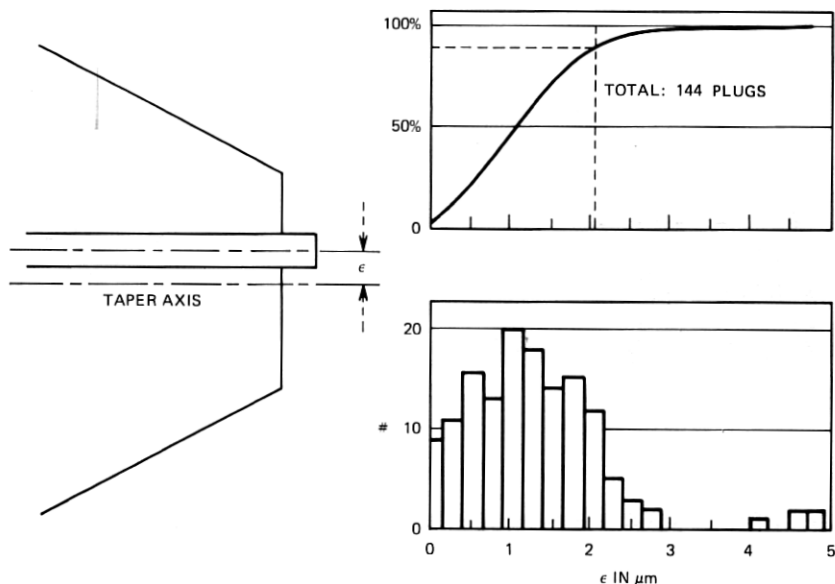 100%
TOTAL: 144 PLUGS
50%
0
ϵ
TAPER AXIS
20
#
10
0
0 1 2 3 4 5
ϵ IN μm